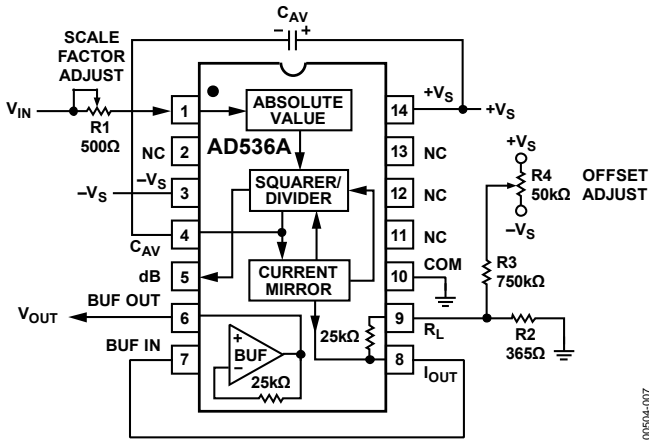 C_AV
− +
SCALE
FACTOR
ADJUST
V_IN
R1
500Ω
1
ABSOLUTE
VALUE
14
+V_S
+V_S
NC
2
AD536A
13
NC
−V_S
−V_S
3
SQUARER/
DIVIDER
12
NC
4
C_AV
11
NC
dB
5
CURRENT
MIRROR
10
COM
BUF OUT
V_OUT
6
25kΩ
9
R_L
BUF IN
7
+
BUF
−
25kΩ
8
I_OUT
+V_S
R4
50kΩ
OFFSET
ADJUST
−V_S
R3
750kΩ
R2
365Ω
00504-007